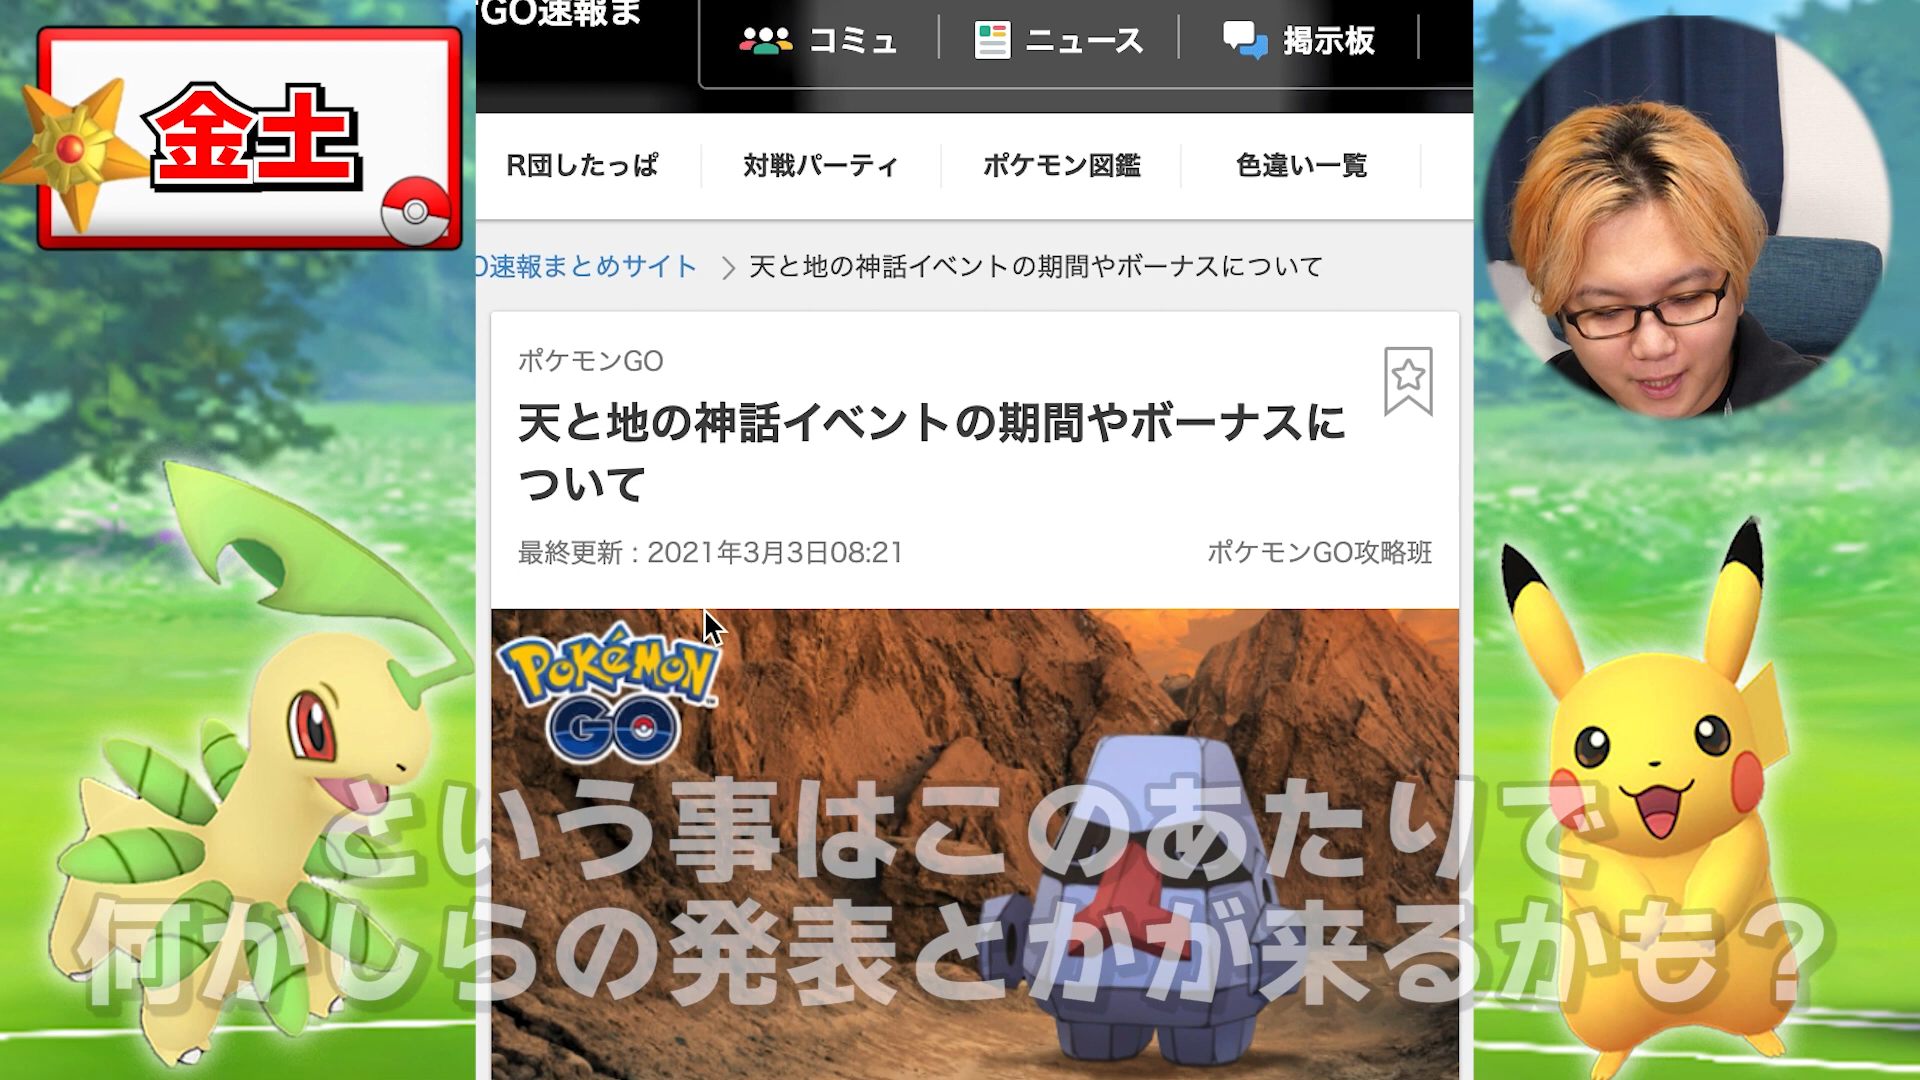 GO速報ま
コミュ
ニュース
掲示板
金土
R団したっぱ
対戦パーティ
ポケモン図鑑
色違い一覧
O速報まとめサイト
天と地の神話イベントの期間やボーナスについて
ポケモンGO
天と地の神話イベントの期間やボーナスに
ついて
最終更新 : 2021年3月3日08:21
ポケモンGO攻略班
POKéMON
GO
という事はこのあたりで
何かしらの発表とかが来るかも？